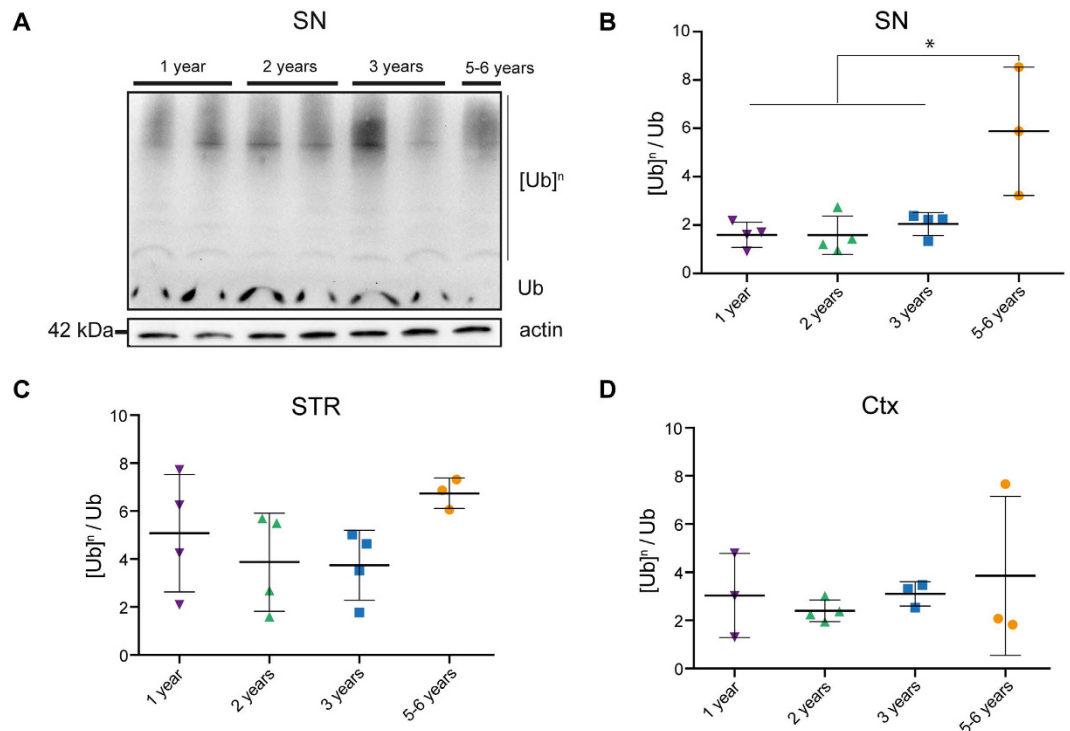 A
SN
1 year 2 years 3 years 5-6 years
[Ub]ⁿ
Ub
42 kDa
actin
B
SN
*
[Ub]ⁿ / Ub
10
8
6
4
2
0
1 year 2 years 3 years 5-6 years
C
STR
[Ub]ⁿ / Ub
10
8
6
4
2
0
1 year 2 years 3 years 5-6 years
D
Ctx
[Ub]ⁿ / Ub
10
8
6
4
2
0
1 year 2 years 3 years 5-6 years